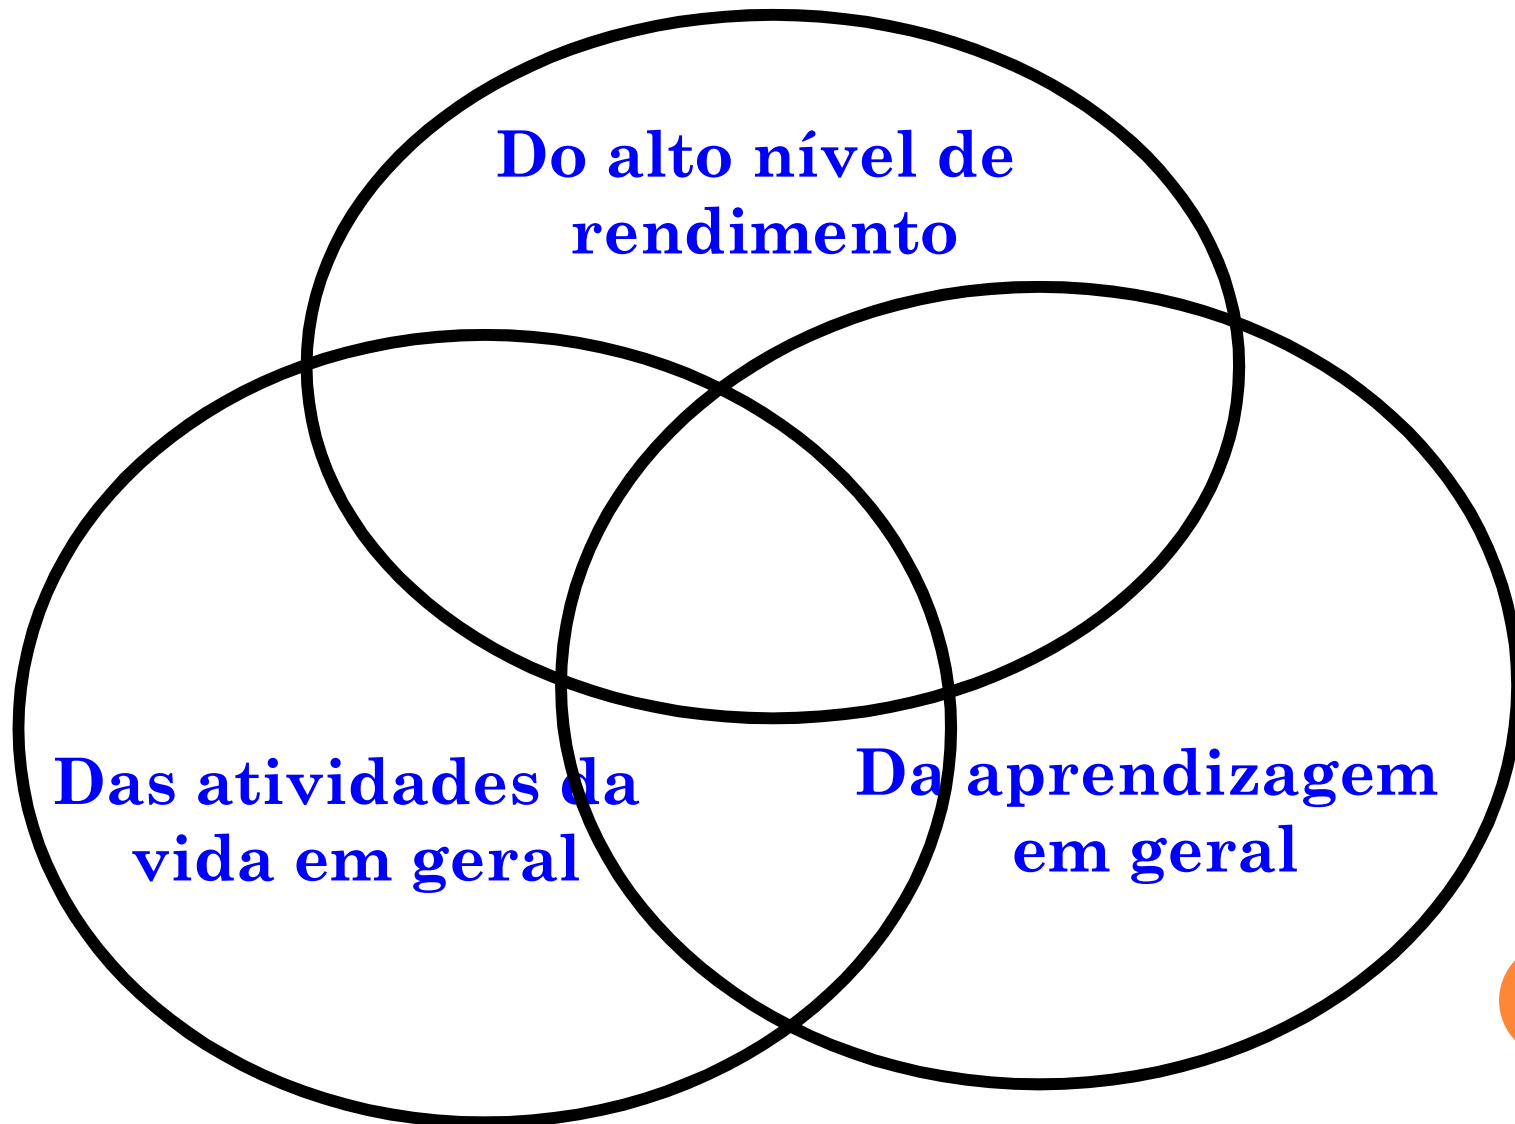 Do alto nível de
rendimento
Das atividades da
vida em geral
Da aprendizagem
em geral